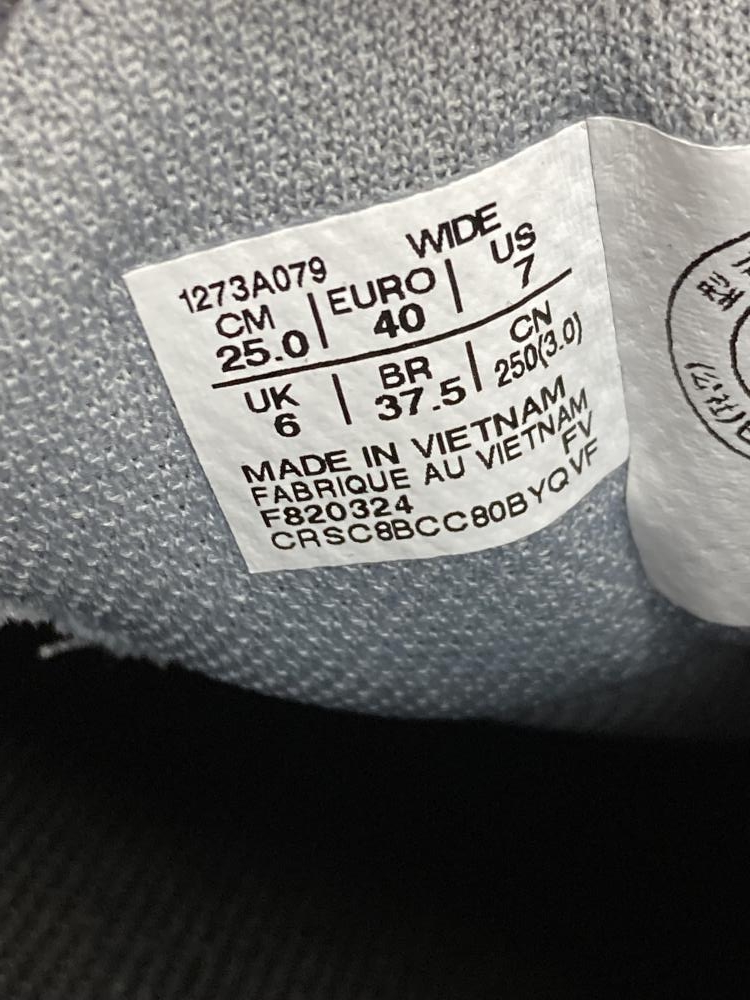 WIDE
1273A079
CM | EURO | US
25.0 40 7
UK | BR | CN
6 37.5 250(3.0)
MADE IN VIETNAM
FABRIQUE AU VIETNAM
F820324 FV
CRSC8BCC80BYQVF